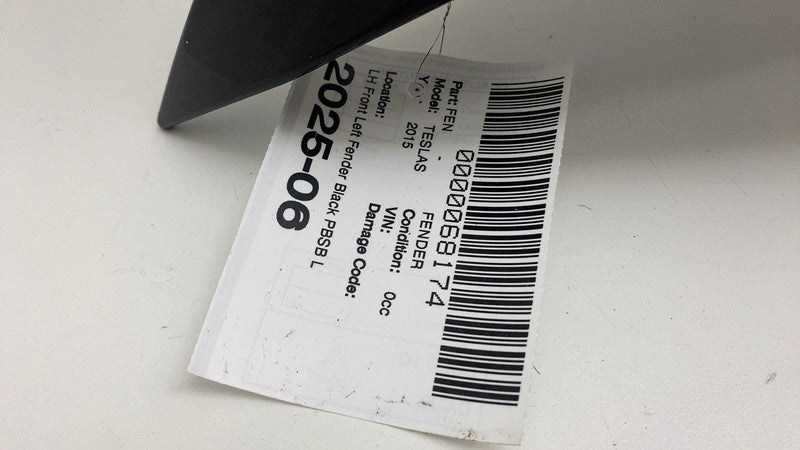 0000068174
Part: FEN - FENDER
Model: TESLAS Condition: 0cc
Year: 2015 VIN:
Damage Code:
Location:
LH Front Left Fender Black PBSB L
2025-06